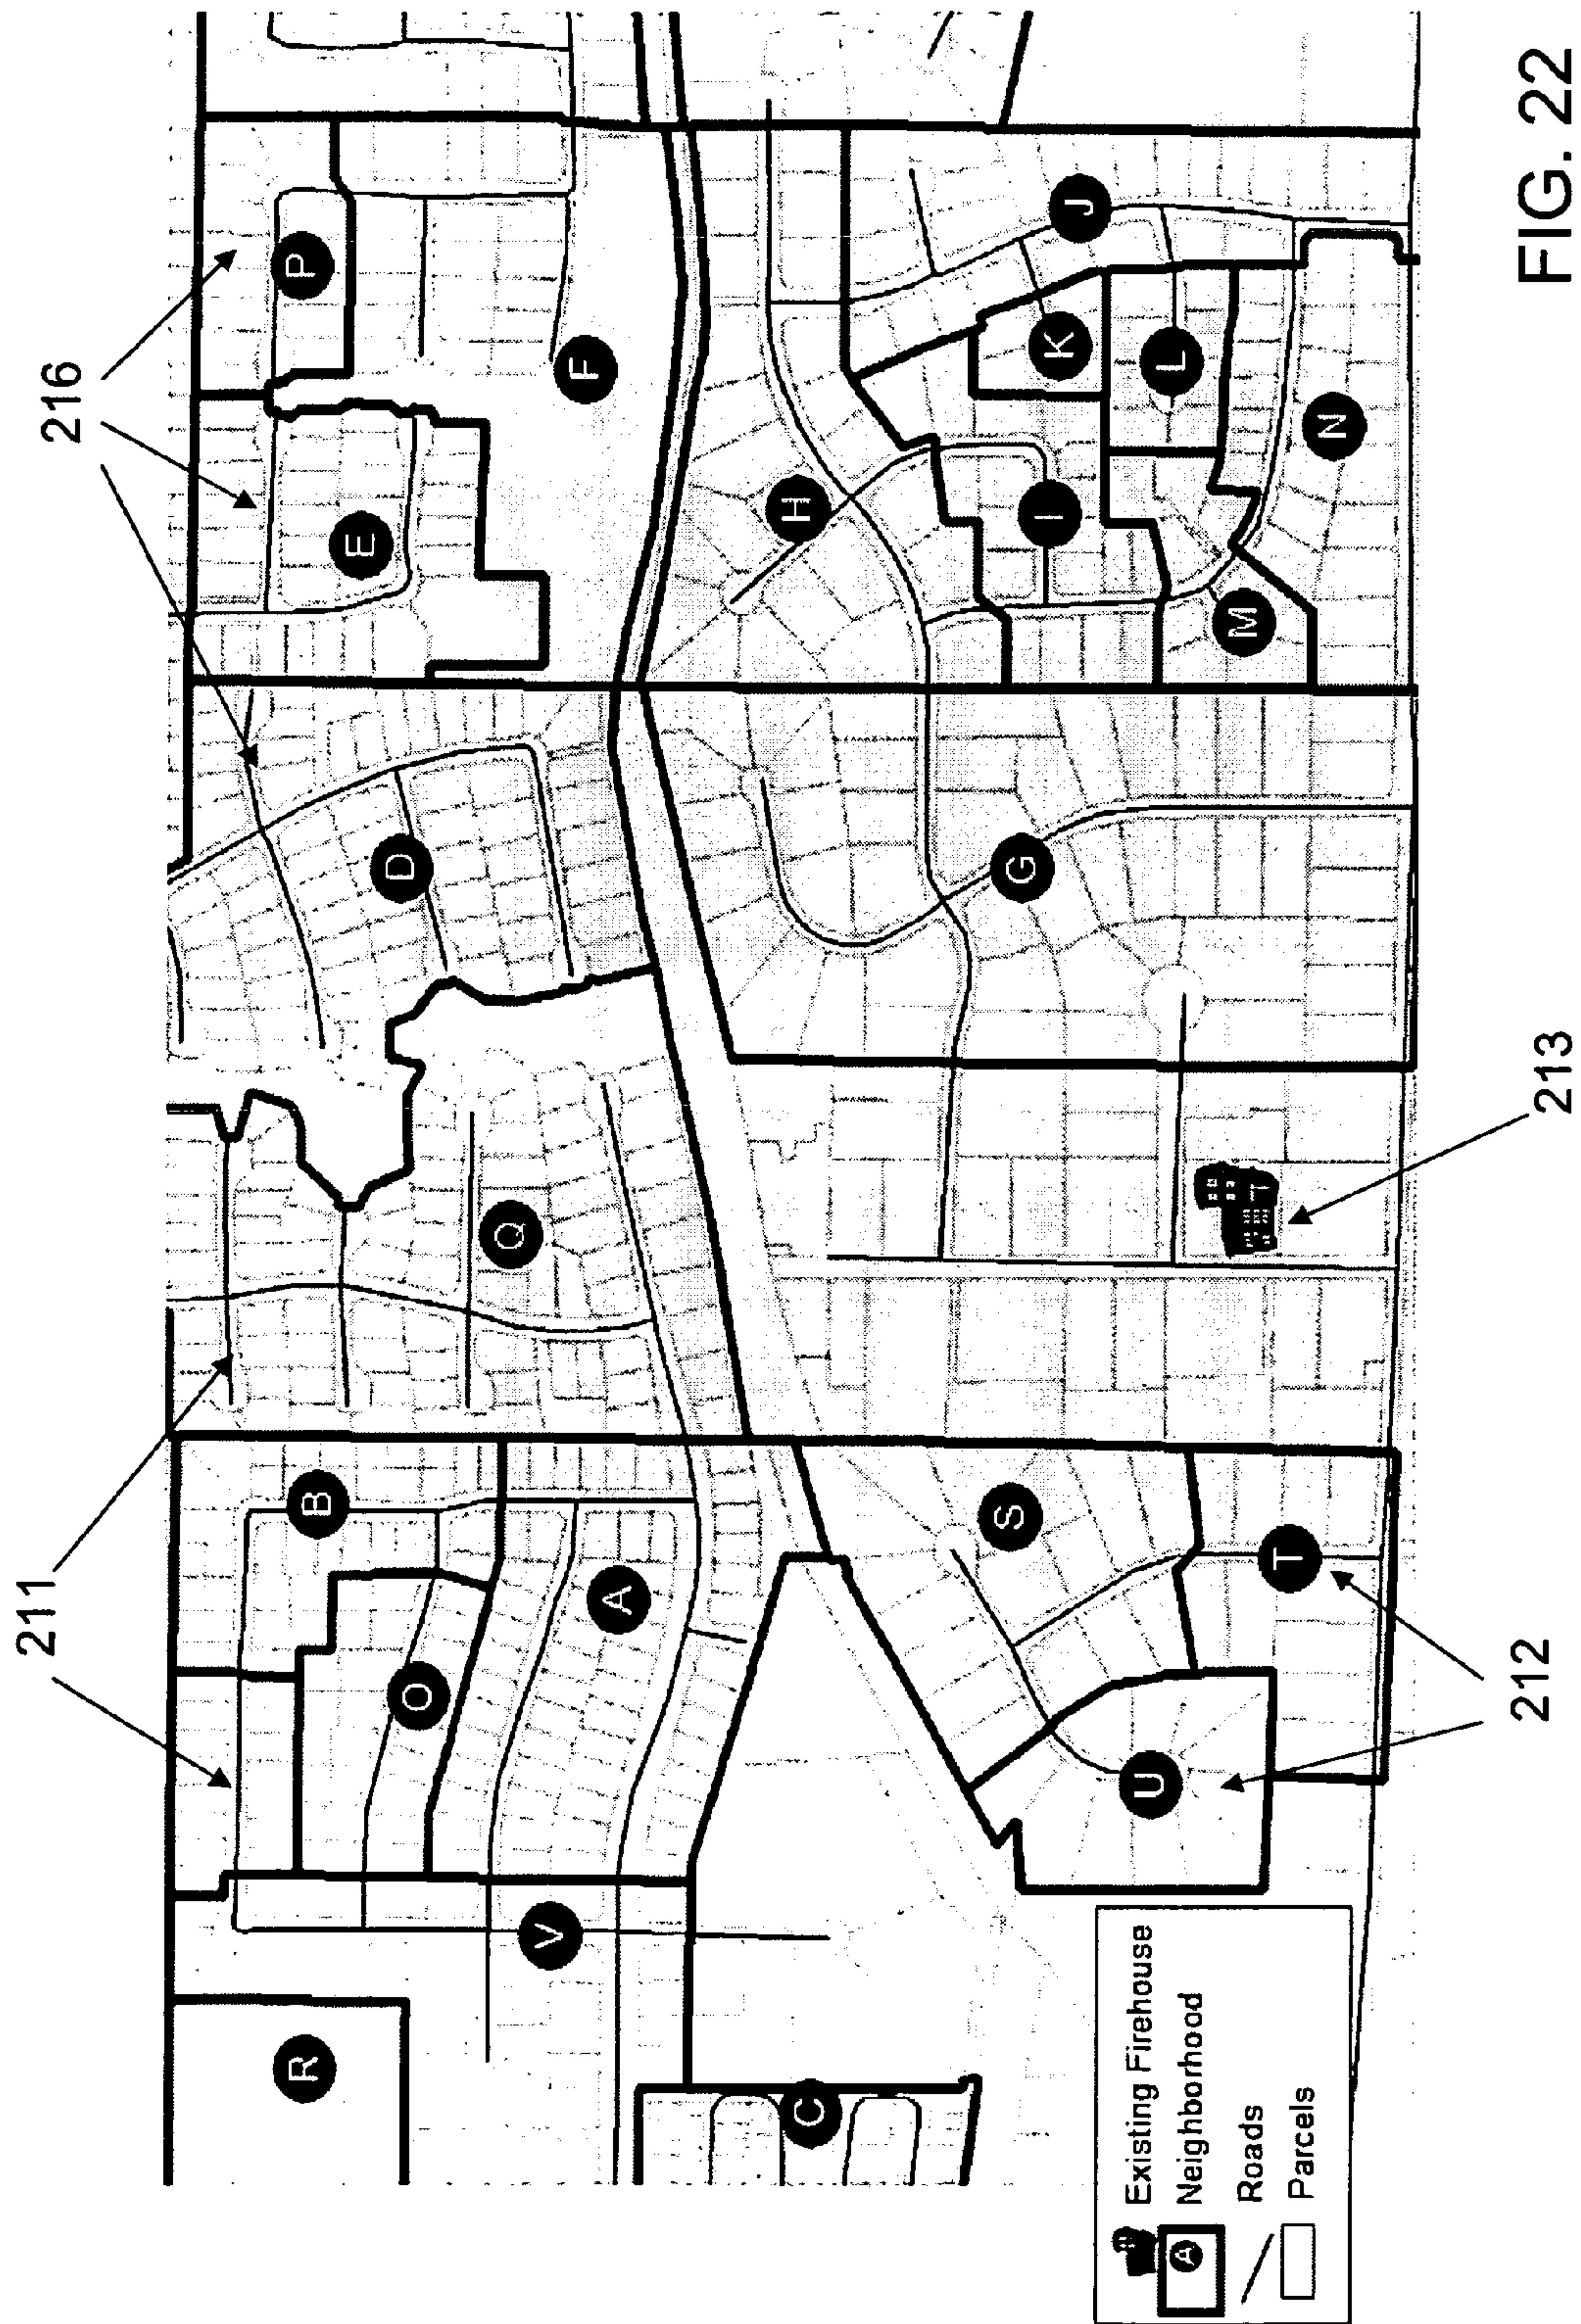 216
211
P
E
D
F
B
Q
O
A
H
J
K
I
L
G
R
V
S
M
N
C
T
U
213
212
Existing Firehouse
A Neighborhood
Roads
Parcels
FIG. 22